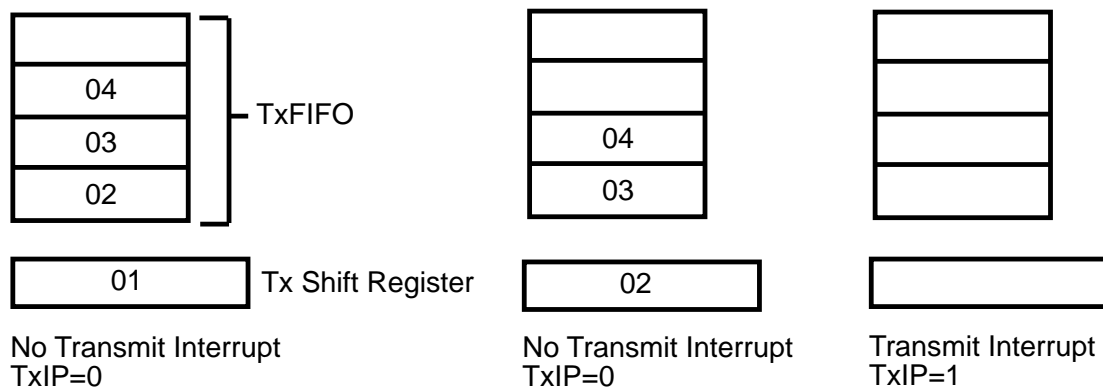 04
03
02
TxFIFO
01
Tx Shift Register
No Transmit Interrupt
TxIP=0
04
03
02
No Transmit Interrupt
TxIP=0
Transmit Interrupt
TxIP=1